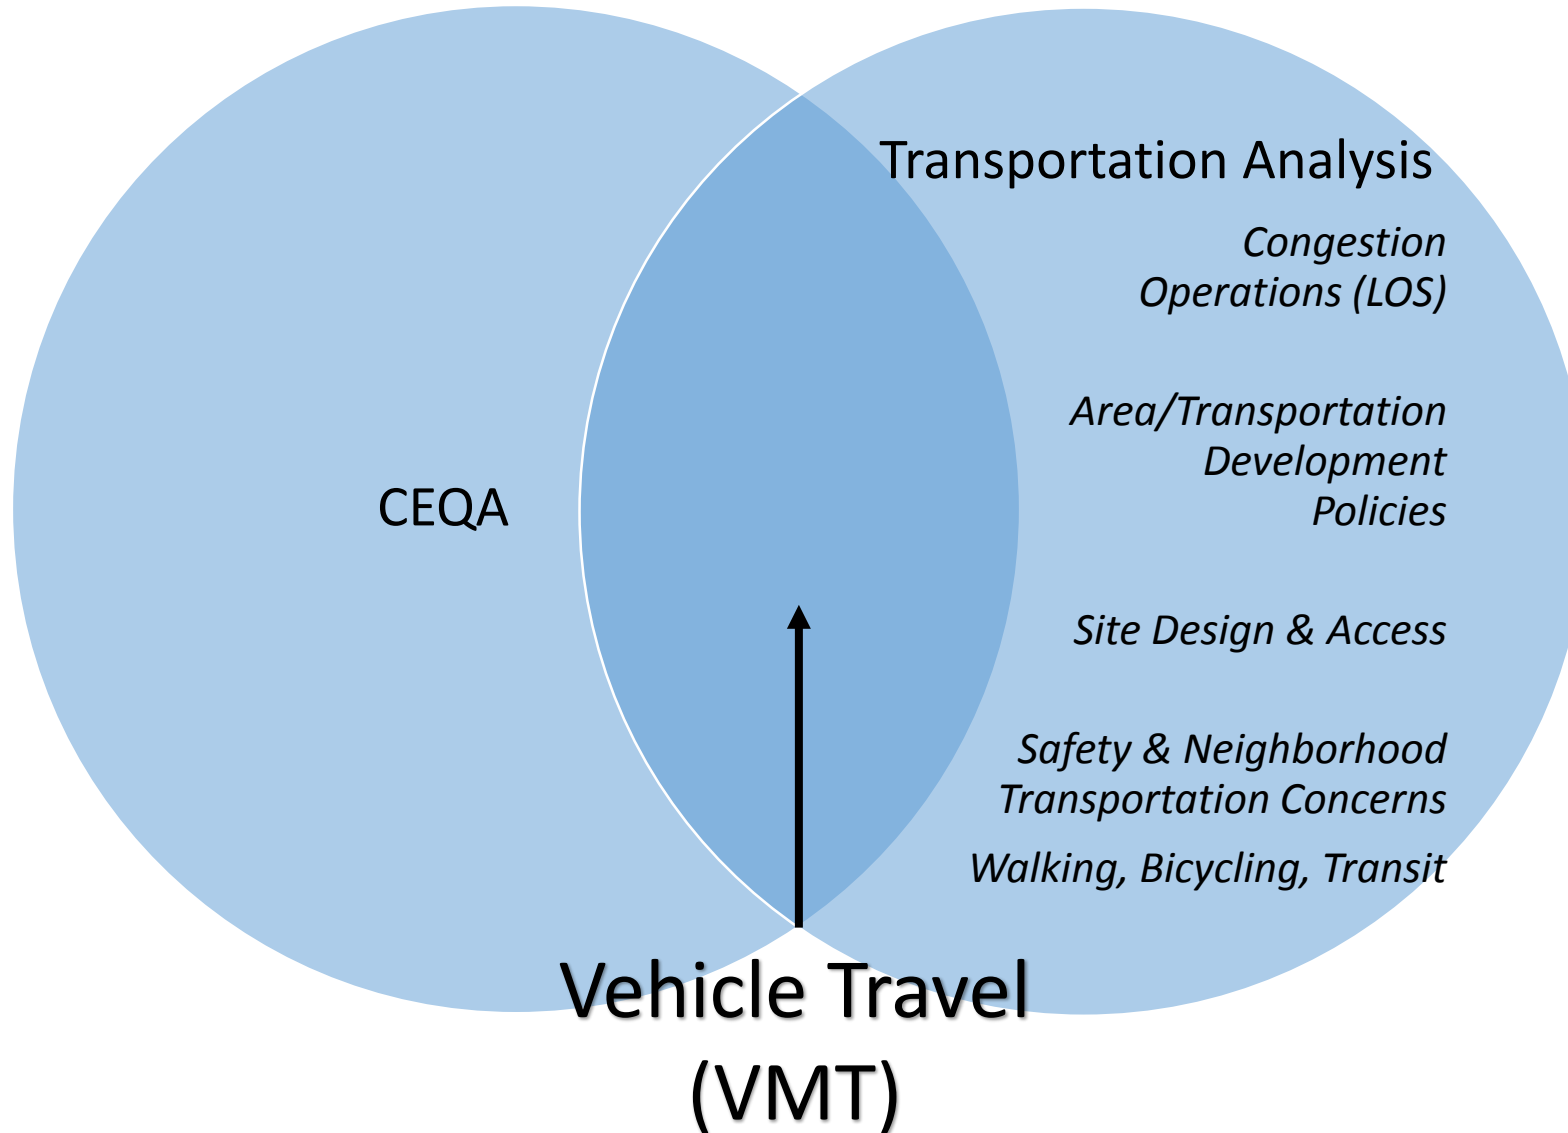 Transportation Analysis
Congestion
Operations (LOS)
Area/Transportation
Development
Policies
CEQA
Site Design & Access
Safety & Neighborhood
Transportation Concerns
Walking, Bicycling, Transit
Vehicle Travel
(VMT)